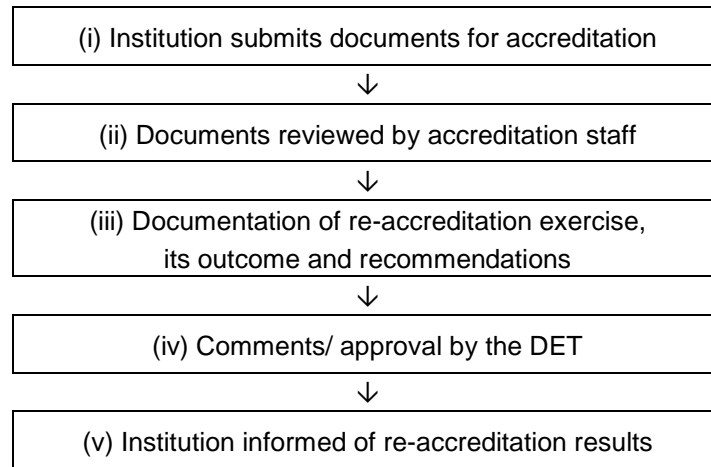 (i) Institution submits documents for accreditation
↓
(ii) Documents reviewed by accreditation staff
↓
(iii) Documentation of re-accreditation exercise,
its outcome and recommendations
↓
(iv) Comments/ approval by the DET
↓
(v) Institution informed of re-accreditation results